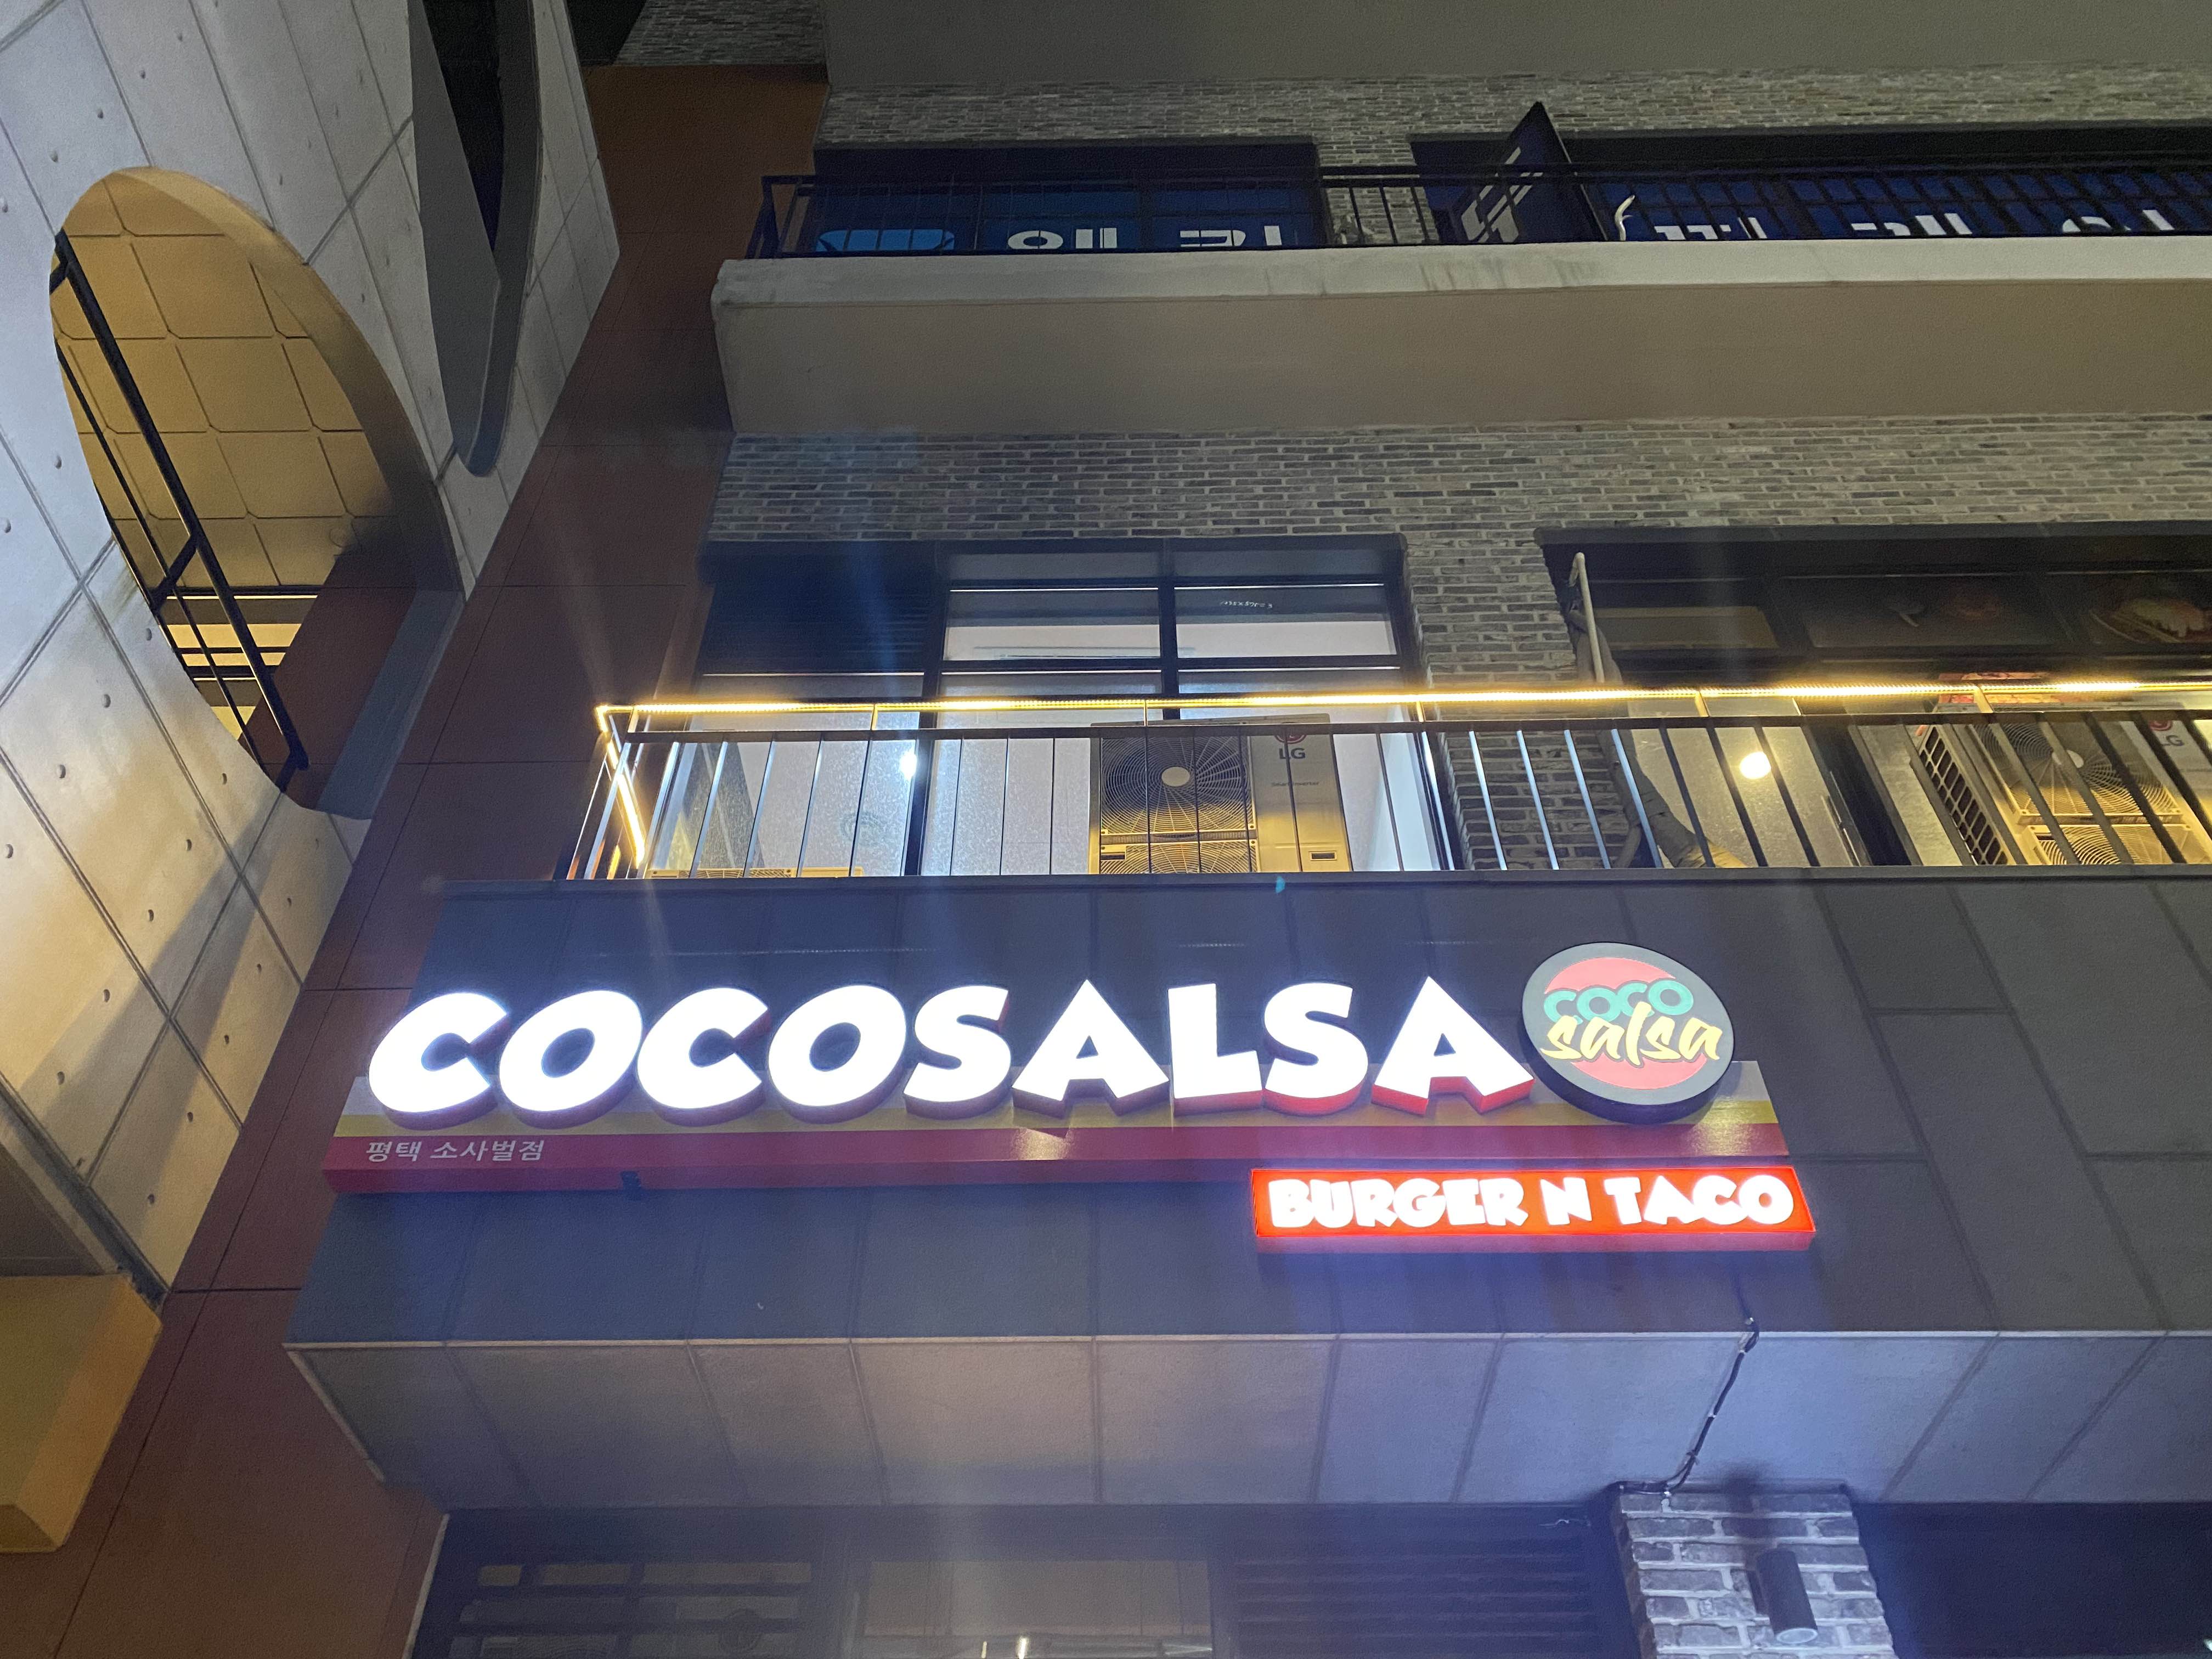 LG
LG
COCOSALSA
coco
salsa
평택 소사벌점
BURGER N TACO